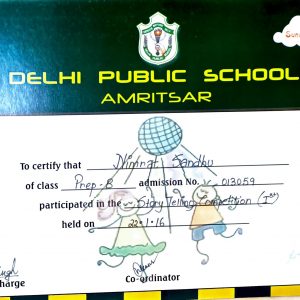 DELHI PUBLIC SCHOOL
AMRITSAR
To certify that Nimrat Sandhu
of class Prep-B admission No. 013059
participated in the Story Telling Competition (Ist)
held on 22·1·16
Co-ordinator